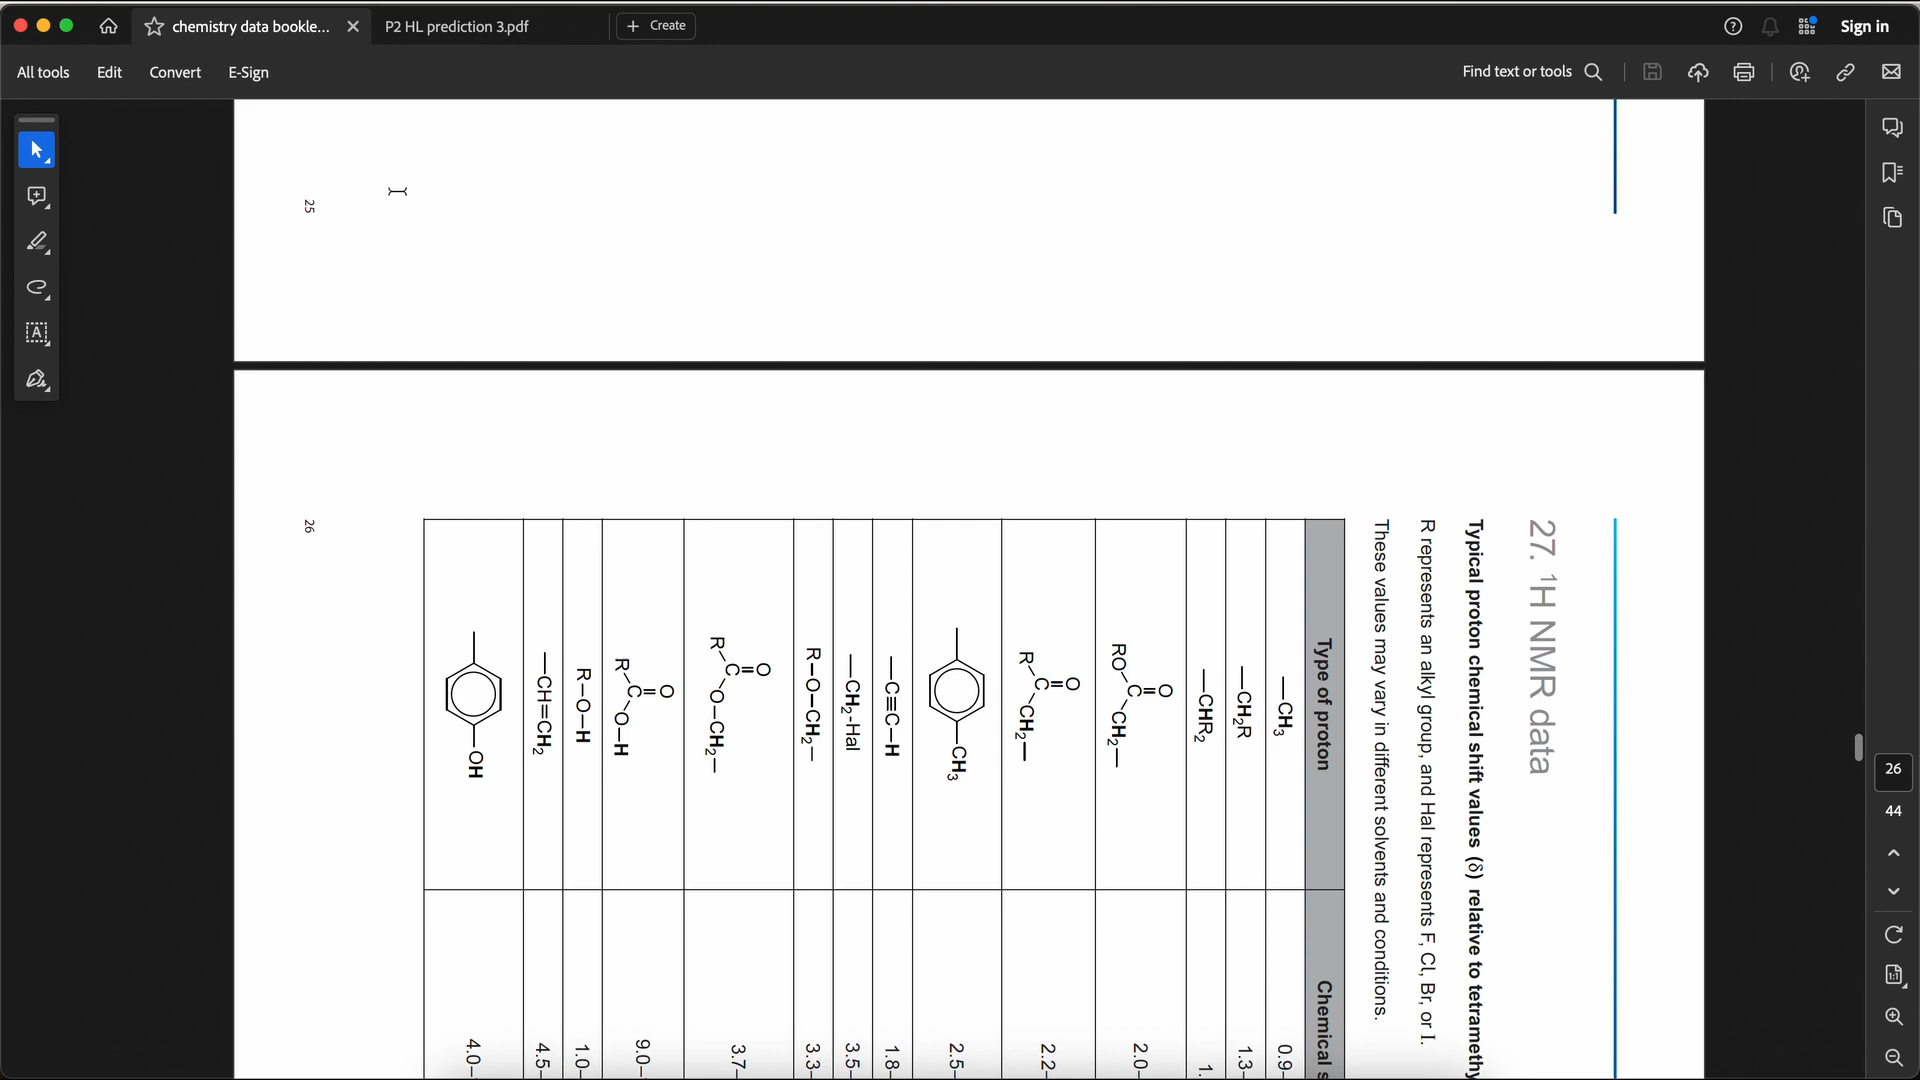 chemistry data bookle...
P2 HL prediction 3.pdf
+ Create
Sign in
All tools
Edit
Convert
E-Sign
Find text or tools
25
26
27. ¹H NMR data
Typical proton chemical shift values (δ) relative to tetramethy
R represents an alkyl group, and Hal represents F, Cl, Br, or I.
These values may vary in different solvents and conditions.
Type of proton
Chemical s
—CH₃
0.9–
—CH₂R
1.3–
—CHR₂
1.
RO C O CH₂—
2.0–
R C O CH₂—
2.2–
—CH₃
2.5–
—C≡C—H
1.8–
—CH₂-Hal
3.5–
R—O—CH₂—
3.3–
R C O O—CH₂—
3.7–
R C O O—H
9.0–
R—O—H
1.0–
—CH=CH₂
4.5–
—OH
4.0–
26
44